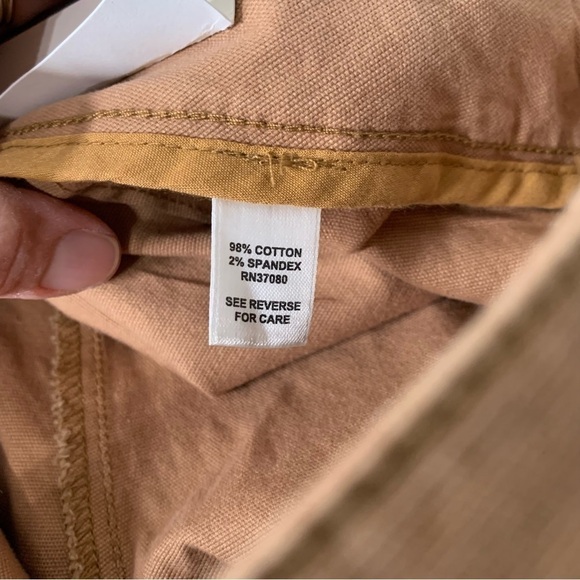 98% COTTON
2% SPANDEX
RN37080
SEE REVERSE
FOR CARE